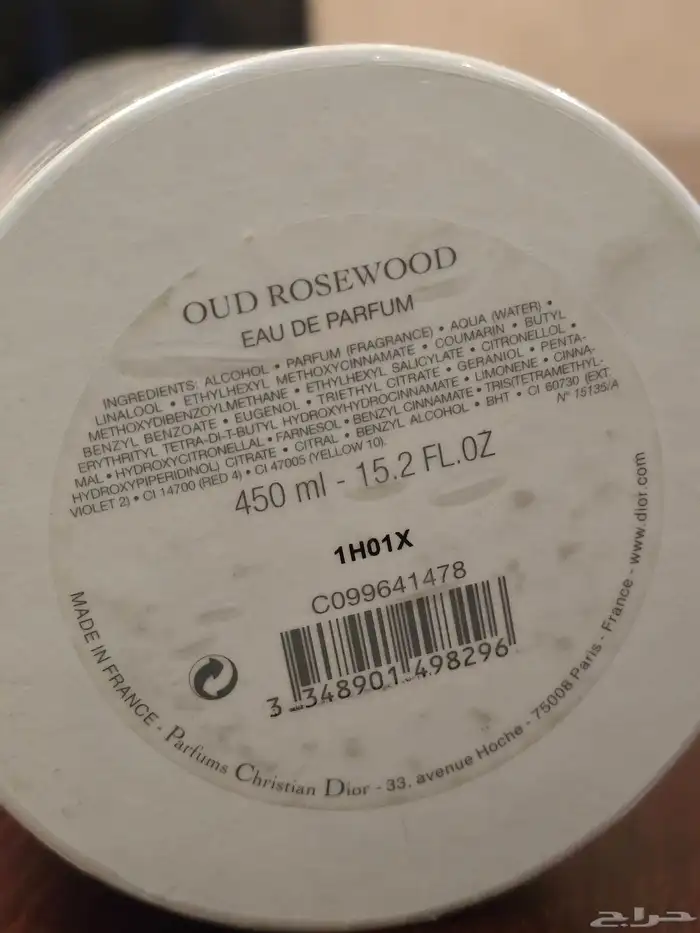 OUD ROSEWOOD
EAU DE PARFUM
INGREDIENTS: ALCOHOL • PARFUM (FRAGRANCE) • AQUA (WATER) •
LINALOOL • ETHYLHEXYL METHOXYCINNAMATE • COUMARIN • BUTYL
METHOXYDIBENZOYLMETHANE • ETHYLHEXYL SALICYLATE • CITRONELLOL •
BENZYL BENZOATE • EUGENOL • TRIETHYL CITRATE • GERANIOL • PENTA-
ERYTHRITYL TETRA-DI-T-BUTYL HYDROXYHYDROCINNAMATE • LIMONENE • CINNA-
MAL • HYDROXYCITRONELLAL • FARNESOL • BENZYL CINNAMATE • TRIS(TETRAMETHYL-
HYDROXYPIPERIDINOL) CITRATE • CITRAL • BENZYL ALCOHOL • BHT • CI 60730 (EXT.
VIOLET 2) • CI 14700 (RED 4) • CI 47005 (YELLOW 10). N° 15135/A
450 ml - 15.2 FL.OZ
1H01X
C099641478
3 348901 498296
MADE IN FRANCE - Parfums Christian Dior - 33, avenue Hoche - 75008 Paris - France - www.dior.com
حراج